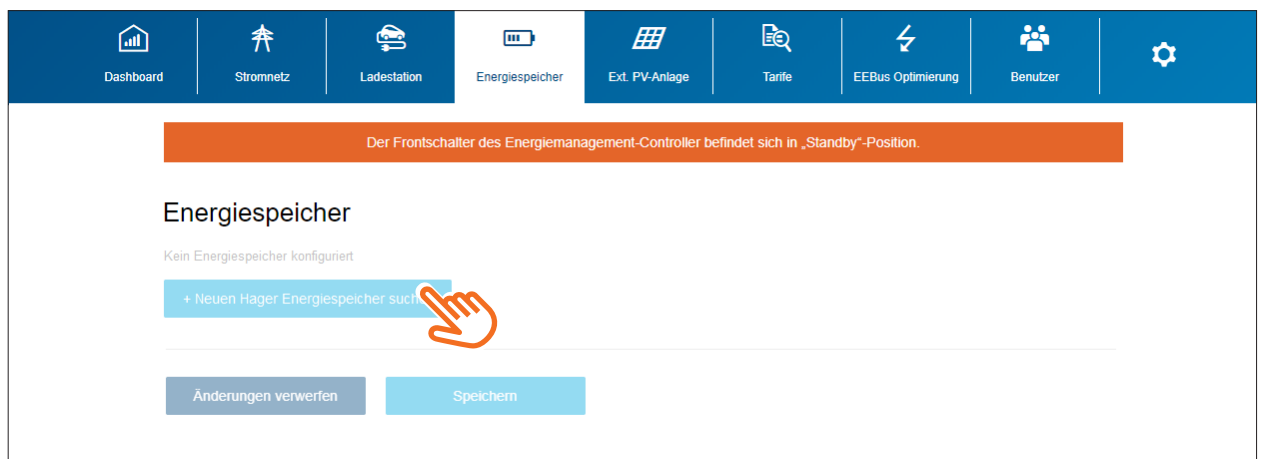 Dashboard
Stromnetz
Ladestation
Energiespeicher
Ext. PV-Anlage
Tarife
EEBus Optimierung
Benutzer
Der Frontschalter des Energiemanagement-Controller befindet sich in „Standby“-Position.
Energiespeicher
Kein Energiespeicher konfiguriert
+ Neuen Hager Energiespeicher
Änderungen verwerfen
Speichern